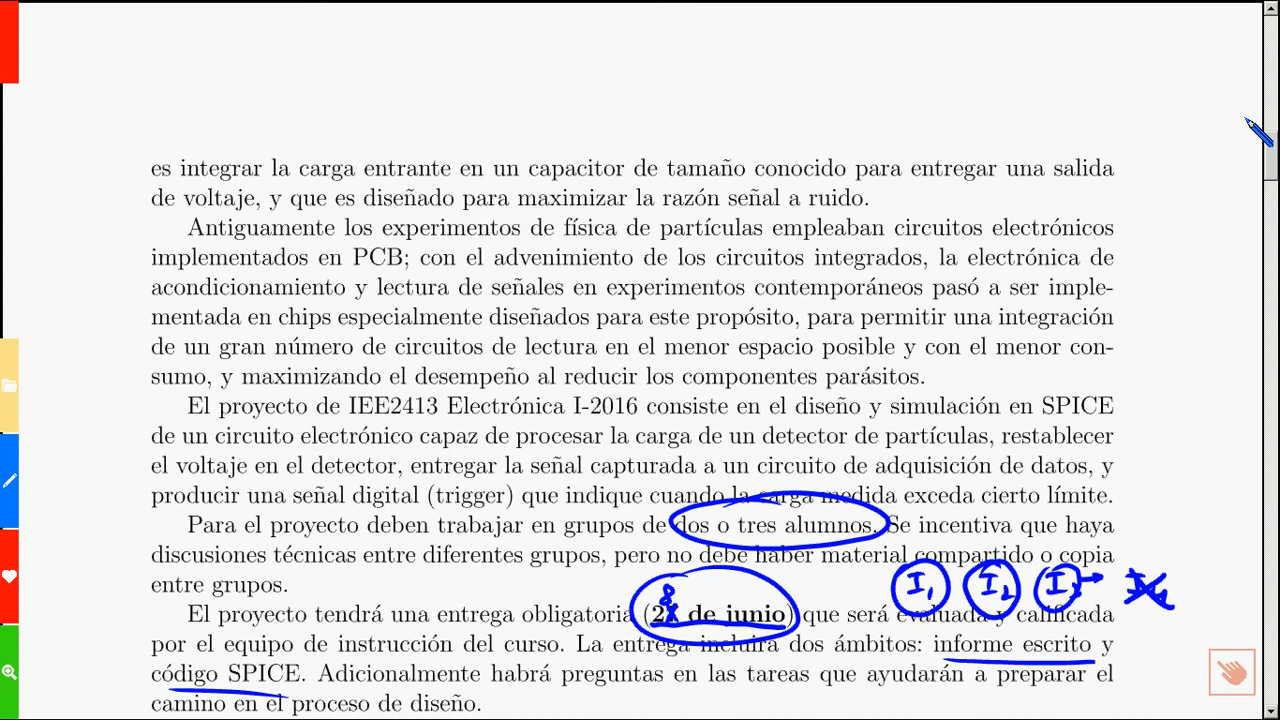 es integrar la carga entrante en un capacitor de tamaño conocido para entregar una salida
de voltaje, y que es diseñado para maximizar la razón señal a ruido.
Antiguamente los experimentos de física de partículas empleaban circuitos electrónicos
implementados en PCB; con el advenimiento de los circuitos integrados, la electrónica de
acondicionamiento y lectura de señales en experimentos contemporáneos pasó a ser imple-
mentada en chips especialmente diseñados para este propósito, para permitir una integración
de un gran número de circuitos de lectura en el menor espacio posible y con el menor con-
sumo, y maximizando el desempeño al reducir los componentes parásitos.
El proyecto de IEE2413 Electrónica I-2016 consiste en el diseño y simulación en SPICE
de un circuito electrónico capaz de procesar la carga de un detector de partículas, restablecer
el voltaje en el detector, entregar la señal capturada a un circuito de adquisición de datos, y
producir una señal digital (trigger) que indique cuando la carga medida exceda cierto límite.
Para el proyecto deben trabajar en grupos de dos o tres alumnos. Se incentiva que haya
discusiones técnicas entre diferentes grupos, pero no debe haber material compartido o copia
entre grupos.
8 I₁ I₂ I₃ →
El proyecto tendrá una entrega obligatoria (2 de junio) que será evaluada y calificada
por el equipo de instrucción del curso. La entrega incluirá dos ámbitos: informe escrito y
código SPICE. Adicionalmente habrá preguntas en las tareas que ayudarán a preparar el
camino en el proceso de diseño.